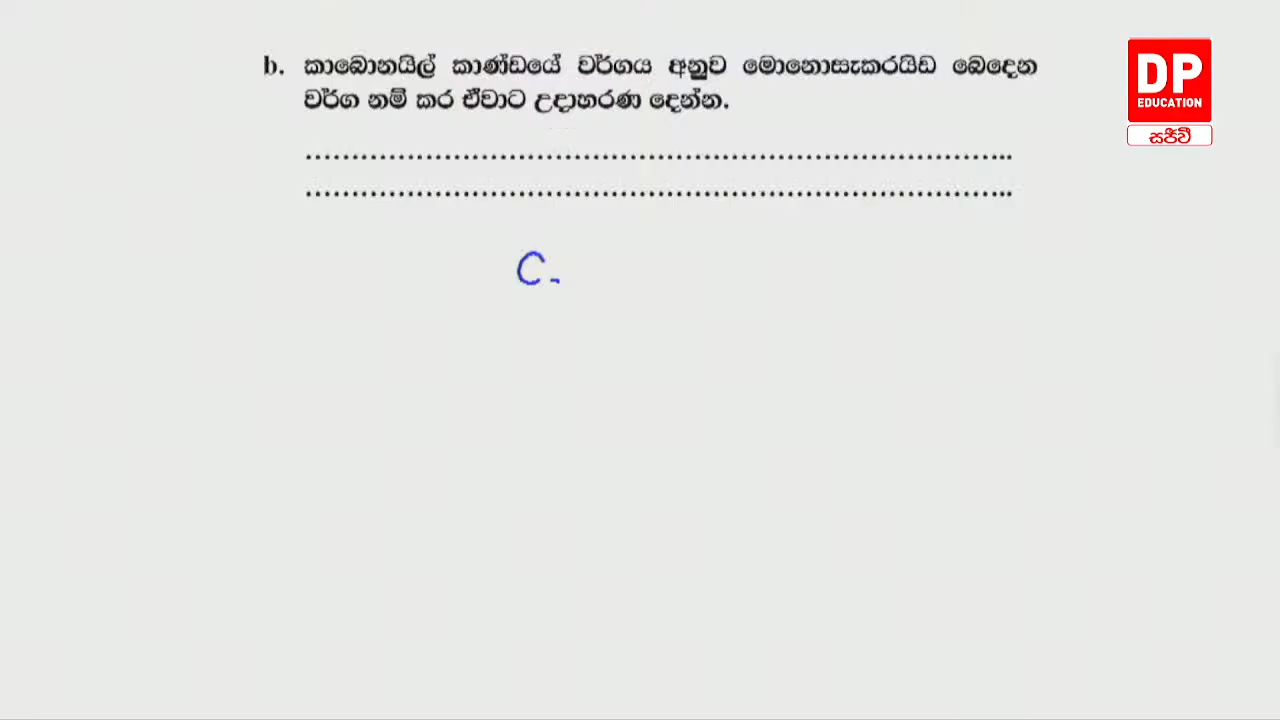 b. කාබොනයිල් කාණ්ඩයේ වර්ගය අනුව මොනොසැකරයිඩ බෙදෙන
වර්ග නම් කර ඒවාට උදාහරණ දෙන්න.
DP
EDUCATION
සජීවී
C-